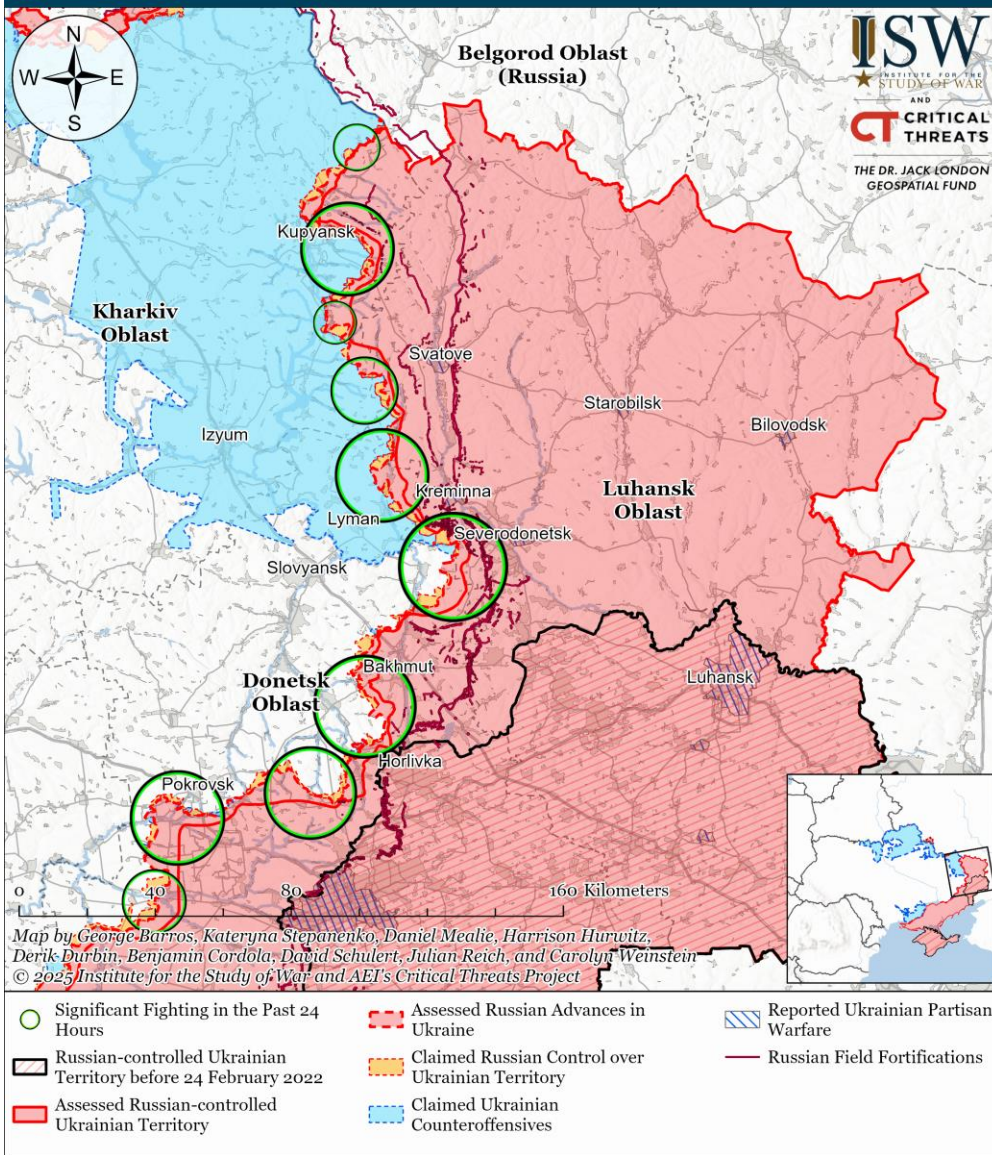 N
W
E
S
Belgorod Oblast
(Russia)
ISW
INSTITUTE FOR THE
STUDY OF WAR
AND
CT CRITICAL
THREATS
THE DR. JACK LONDON
GEOSPATIAL FUND
Kupyansk
Kharkiv
Oblast
Svatove
Starobilsk
Bilovodsk
Izyum
Kreminna
Luhansk
Oblast
Lyman
Severodonetsk
Slovyansk
Bakhmut
Luhansk
Donetsk
Oblast
Horlivka
Pokrovsk
0
40
80
160 Kilometers
Map by George Barros, Kateryna Stepanenko, Daniel Mealie, Harrison Hurwitz,
Derik Durbin, Benjamin Cordola, David Schulert, Julian Reich, and Carolyn Weinstein
© 2025 Institute for the Study of War and AEI's Critical Threats Project
Significant Fighting in the Past 24
Hours
Russian-controlled Ukrainian
Territory before 24 February 2022
Assessed Russian-controlled
Ukrainian Territory
Assessed Russian Advances in
Ukraine
Claimed Russian Control over
Ukrainian Territory
Claimed Ukrainian
Counteroffensives
Reported Ukrainian Partisan
Warfare
Russian Field Fortifications